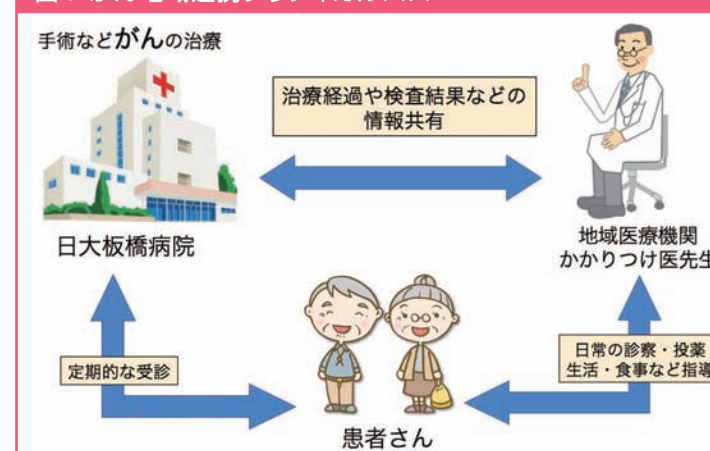 手術などがんの治療
治療経過や検査結果などの
情報共有
日大板橋病院
地域医療機関
かかりつけ医先生
定期的な受診
日常の診察・投薬
生活・食事など指導
患者さん